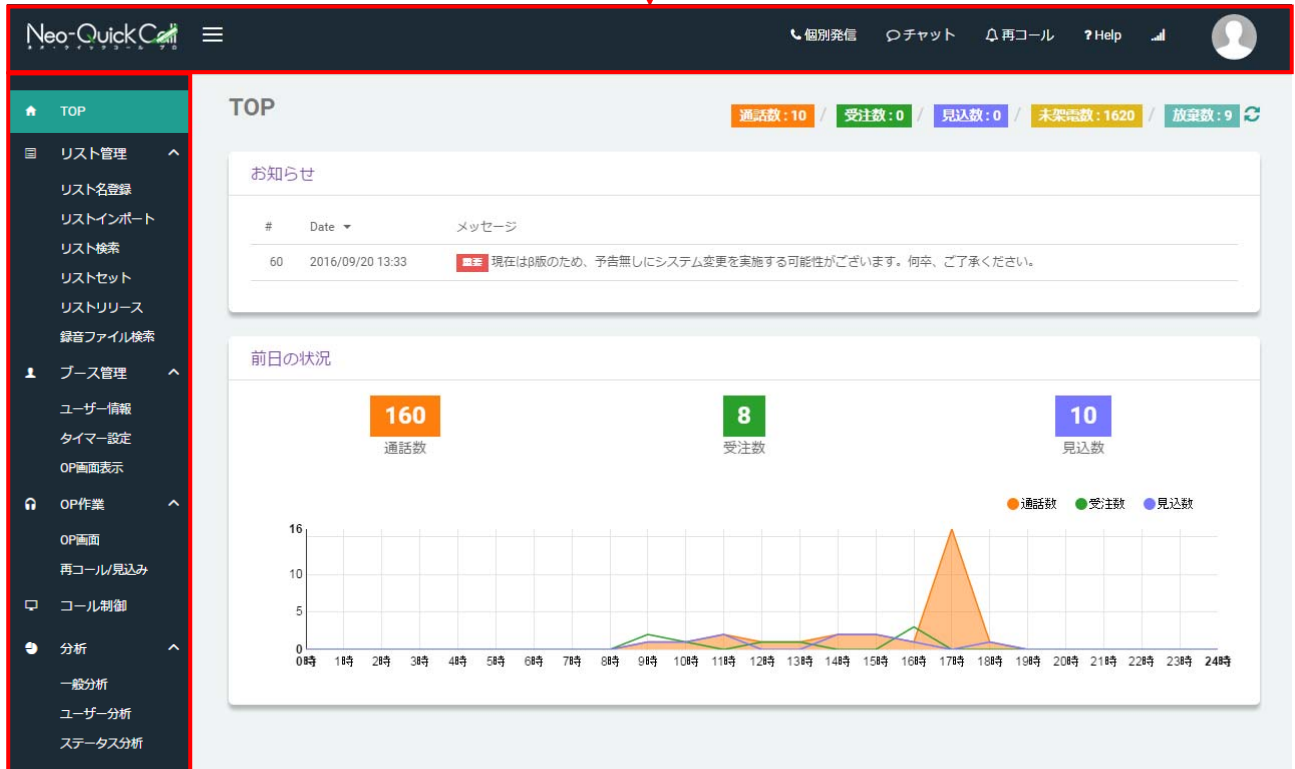 Neo-QuickCall
ネオ・クイックコール プロ
個別発信 チャット 再コール ?Help
TOP
リスト管理
リスト名登録
リストインポート
リスト検索
リストセット
リストリリース
録音ファイル検索
ブース管理
ユーザー情報
タイマー設定
OP画面表示
OP作業
OP画面
再コール/見込み
コール制御
分析
一般分析
ユーザー分析
ステータス分析
TOP
通話数:10 / 受注数:0 / 見込数:0 / 未架電数:1620 / 放棄数:9
お知らせ
# Date メッセージ
60 2016/09/20 13:33 重要 現在はβ版のため、予告無しにシステム変更を実施する可能性がございます。何卒、ご了承ください。
前日の状況
160 8 10
通話数 受注数 見込数
通話数 受注数 見込数
16
10
5
0
0時 1時 2時 3時 4時 5時 6時 7時 8時 9時 10時 11時 12時 13時 14時 15時 16時 17時 18時 19時 20時 21時 22時 23時 24時